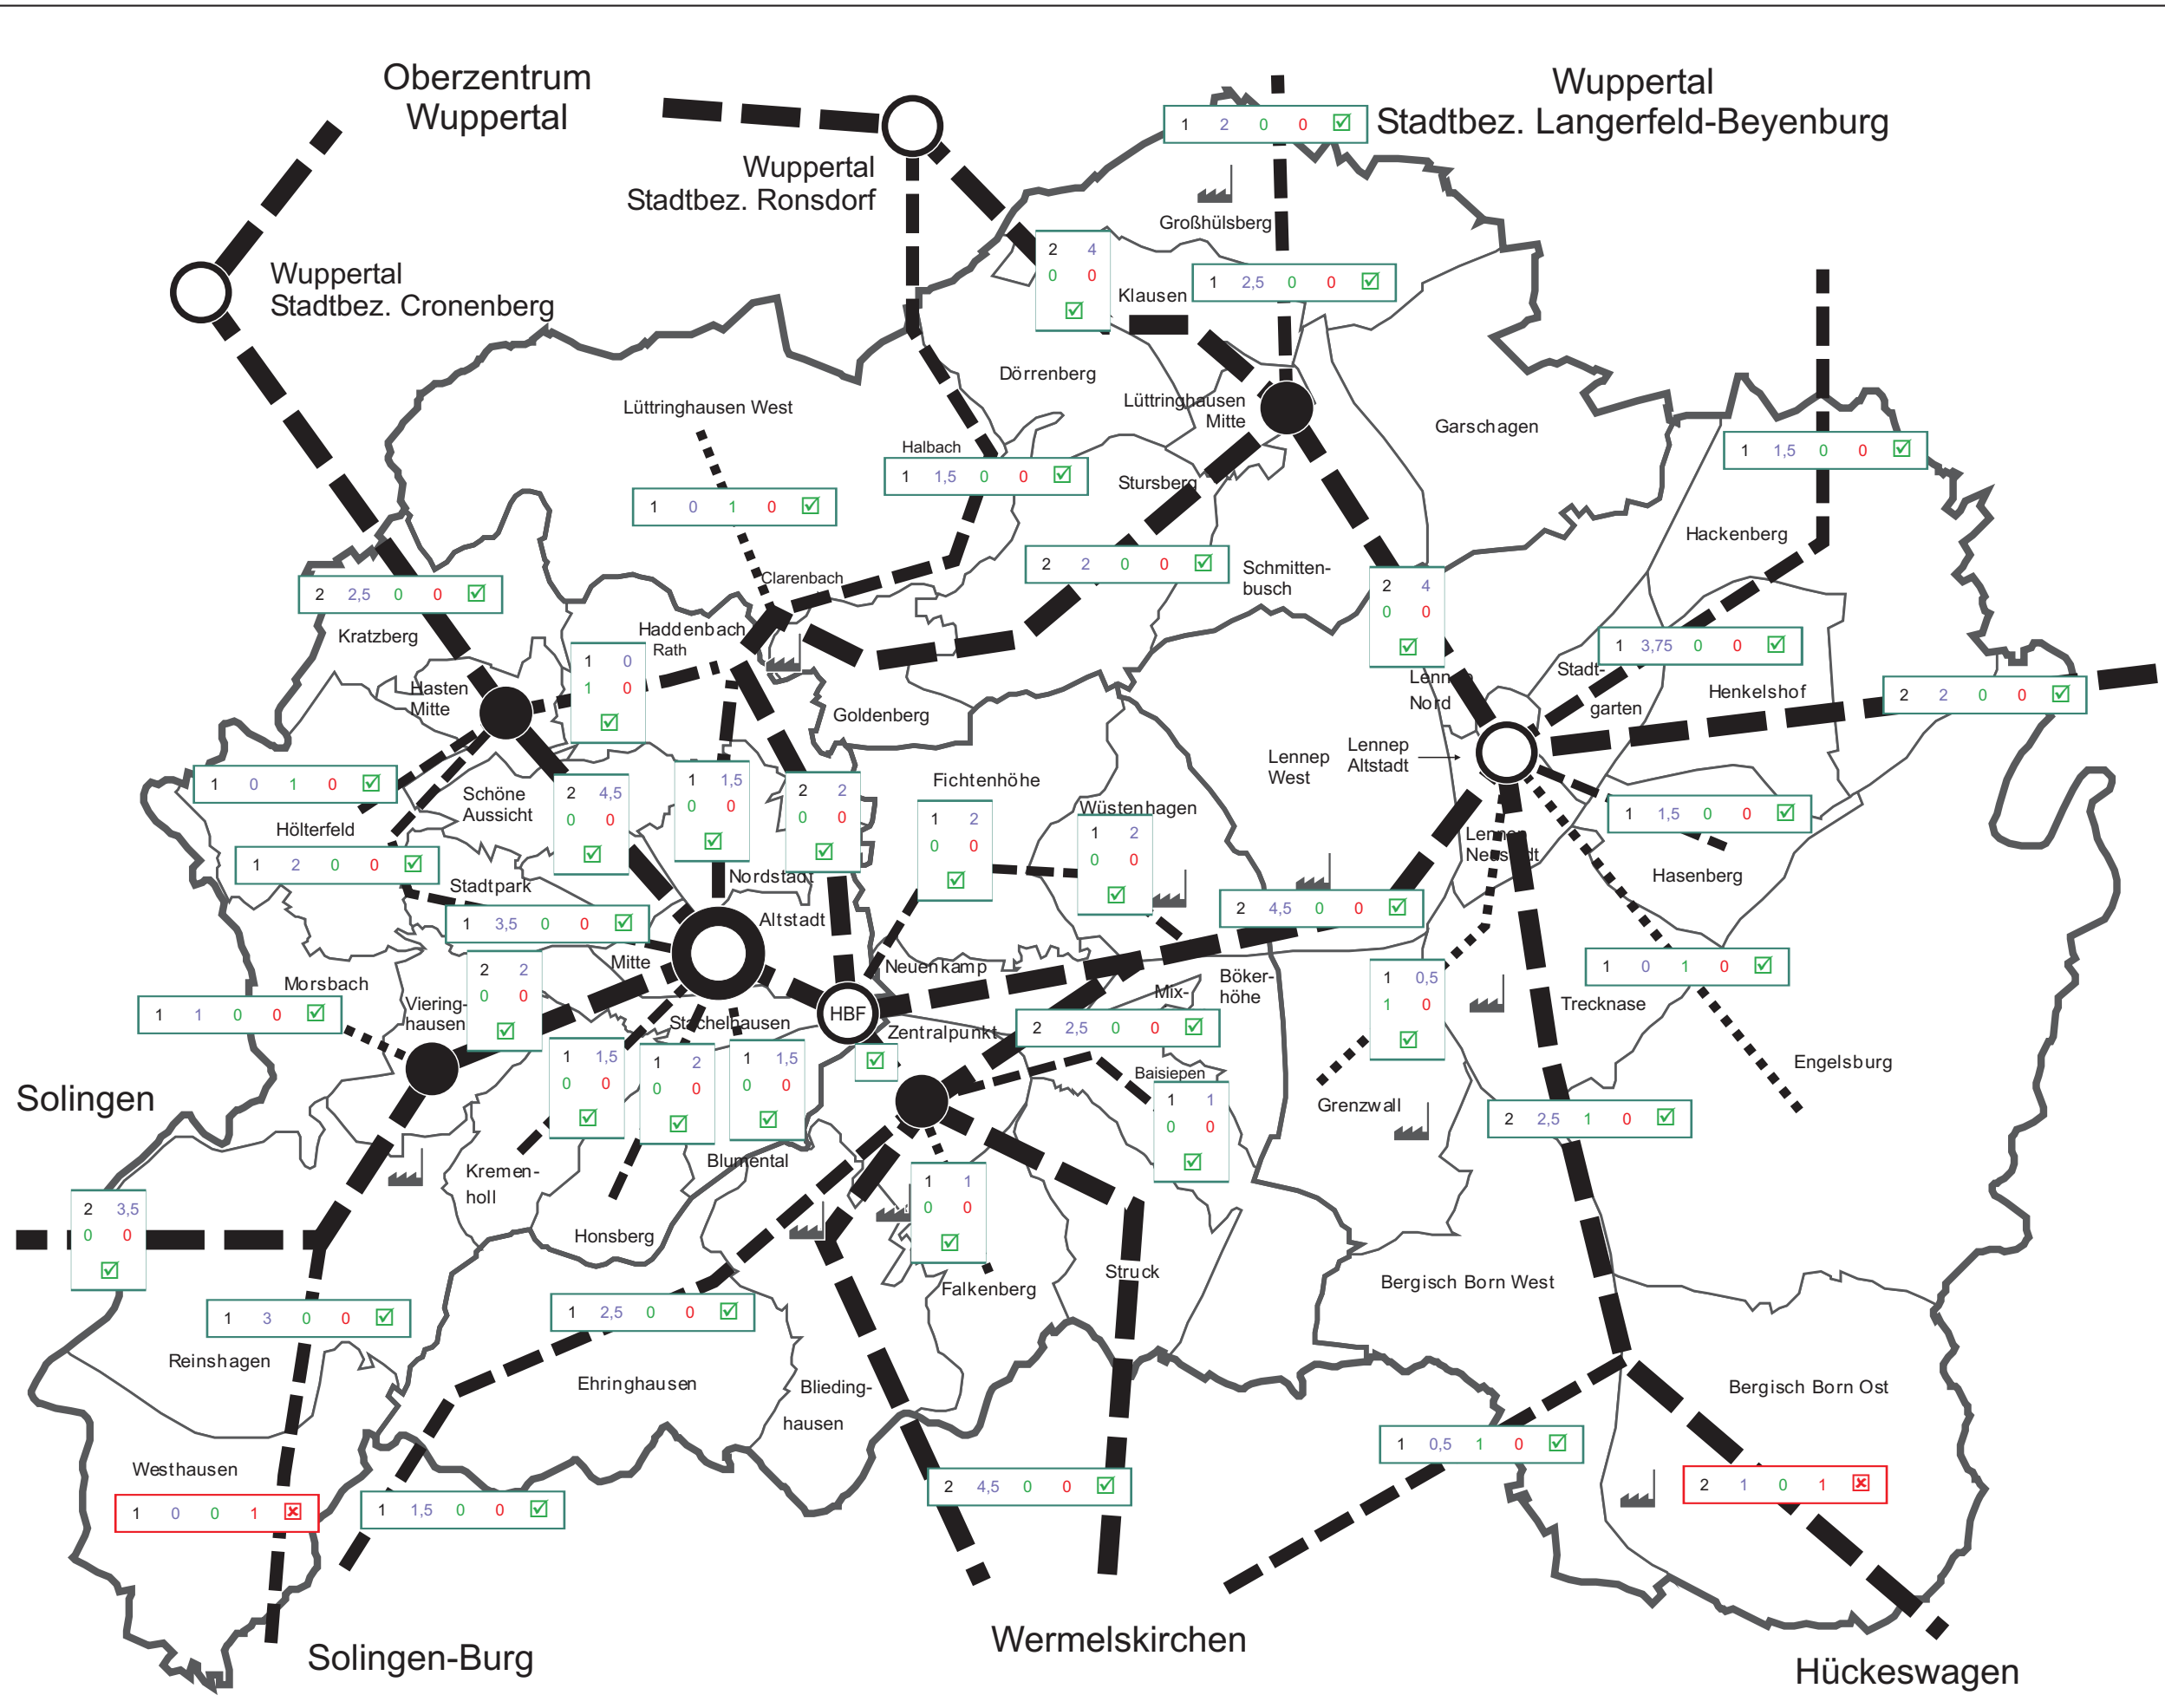 Oberzentrum
Wuppertal
Wuppertal
Stadtbez. Langerfeld-Beyenburg
1 2 0 0 ☑
Wuppertal
Stadtbez. Ronsdorf
Großhülsberg
Wuppertal
Stadtbez. Cronenberg
2 4
0 0
☑
Klausen
1 2,5 0 0 ☑
Dörrenberg
Lüttringhausen West
Lüttringhausen
Mitte
Garschagen
Halbach
1 1,5 0 0 ☑
1 1,5 0 0 ☑
Stursberg
1 0 1 0 ☑
Hackenberg
2 2 0 0 ☑
Schmitten-
busch
Clarenbach
2 4
0 0
☑
2 2,5 0 0 ☑
Kratzberg
Haddenbach
Rath
1 0
1 0
☑
1 3,75 0 0 ☑
Stadt-
garten
Henkelshof
2 2 0 0 ☑
Hasten
Mitte
Lennep
Nord
Goldenberg
Lennep
West
Lennep
Altstadt
1 0 1 0 ☑
Schöne
Aussicht
2 4,5
0 0
☑
1 1,5
0 0
☑
2 2
0 0
☑
Fichtenhöhe
1 2
0 0
☑
Wüstenhagen
1 2
0 0
☑
1 1,5 0 0 ☑
Hölterfeld
1 2 0 0 ☑
Lennep
Neustadt
Hasenberg
Stadtpark
Nordstadt
1 3,5 0 0 ☑
Altstadt
2 4,5 0 0 ☑
Mitte
2 2
0 0
☑
Neuenkamp
1 0 1 0 ☑
Morsbach
1 1 0 0 ☑
Viering-
hausen
Mix-
Böker-
höhe
1 0,5
1 0
☑
Trecknase
HBF
Stachelhausen
Zentralpunkt
☑
2 2,5 0 0 ☑
1 1,5
0 0
☑
1 2
0 0
☑
1 1,5
0 0
☑
Engelsburg
Baisiepen
1 1
0 0
☑
Solingen
Grenzwall
2 2,5 1 0 ☑
Kremen-
holl
Blumental
1 1
0 0
☑
2 3,5
0 0
☑
Honsberg
Falkenberg
Struck
Bergisch Born West
1 3 0 0 ☑
1 2,5 0 0 ☑
Reinshagen
Ehringhausen
Blieding-
hausen
Bergisch Born Ost
1 0,5 1 0 ☑
Westhausen
1 0 0 1 ☒
1 1,5 0 0 ☑
2 4,5 0 0 ☑
2 1 0 1 ☒
Solingen-Burg
Wermelskirchen
Hückeswagen